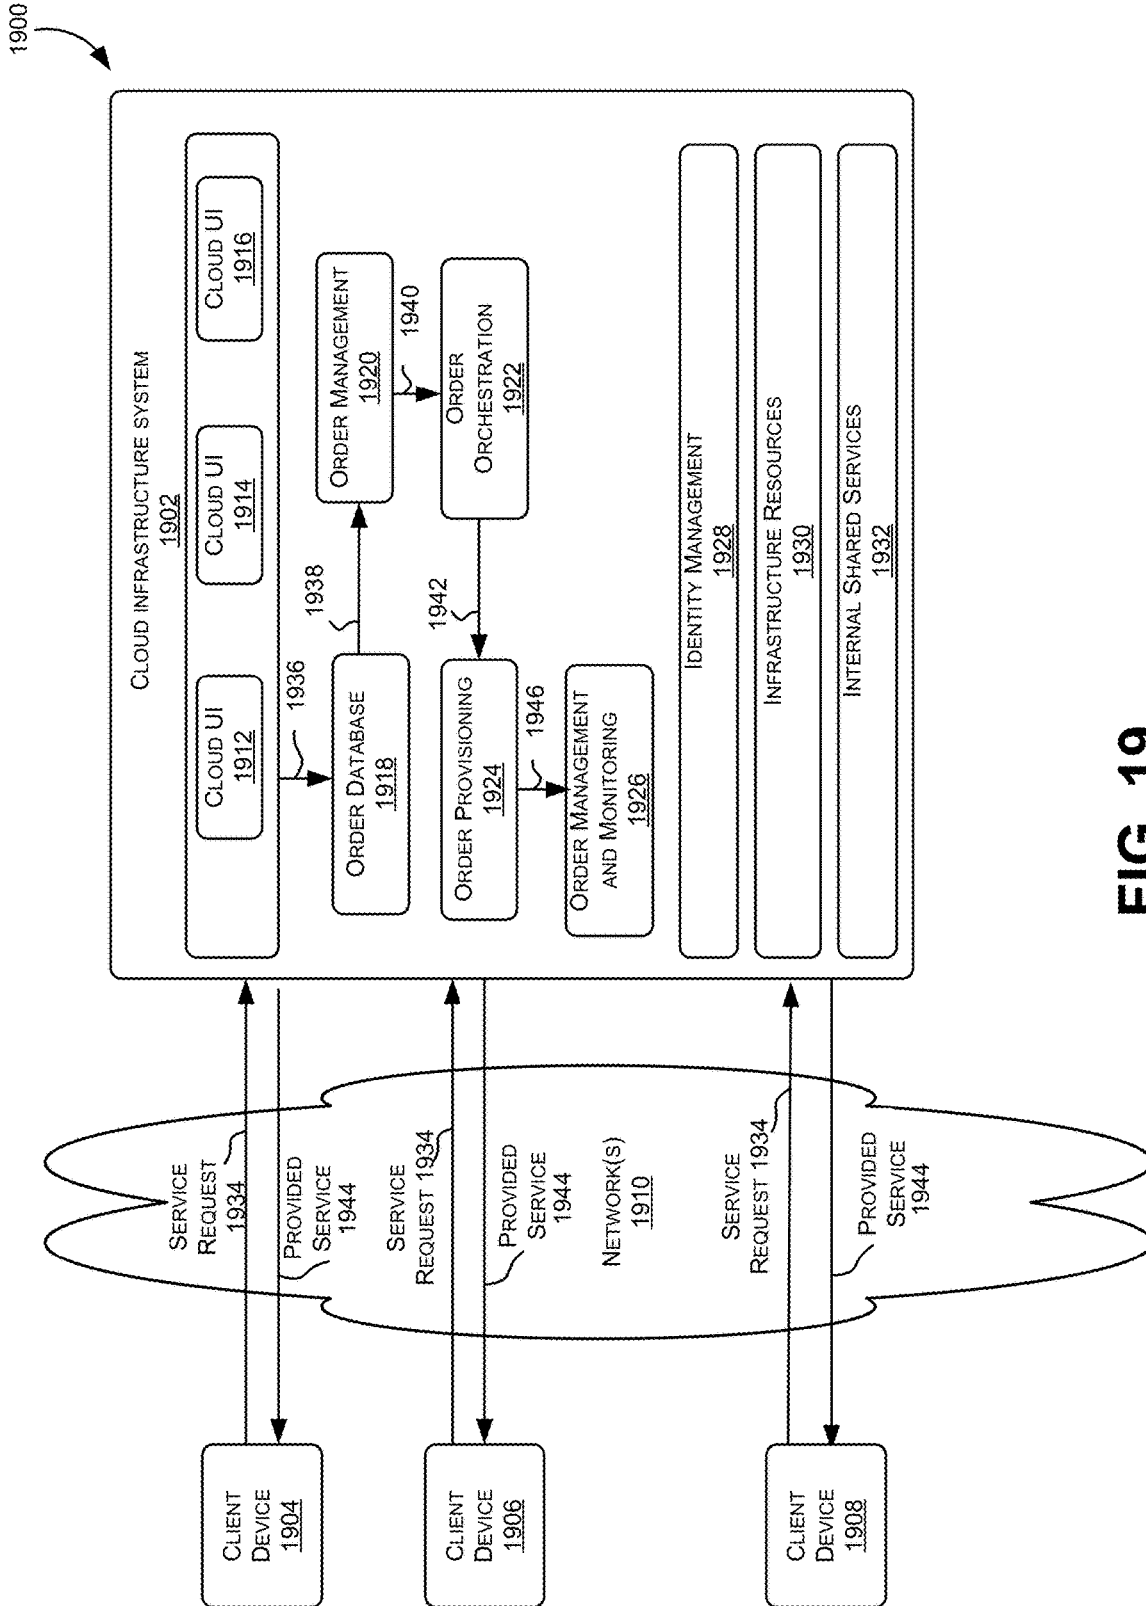 1900
CLOUD INFRASTRUCTURE SYSTEM
1902
CLOUD UI
1912
CLOUD UI
1914
CLOUD UI
1916
1936
ORDER DATABASE
1918
1938
ORDER MANAGEMENT
1920
1940
ORDER
ORCHESTRATION
1922
1942
ORDER PROVISIONING
1924
1946
ORDER MANAGEMENT
AND MONITORING
1926
IDENTITY MANAGEMENT
1928
INFRASTRUCTURE RESOURCES
1930
INTERNAL SHARED SERVICES
1932
CLIENT
DEVICE
1904
SERVICE
REQUEST
1934
PROVIDED
SERVICE
1944
CLIENT
DEVICE
1906
SERVICE
REQUEST 1934
PROVIDED
SERVICE
1944
NETWORK(S)
1910
CLIENT
DEVICE
1908
SERVICE
REQUEST 1934
PROVIDED
SERVICE
1944
FIG. 19